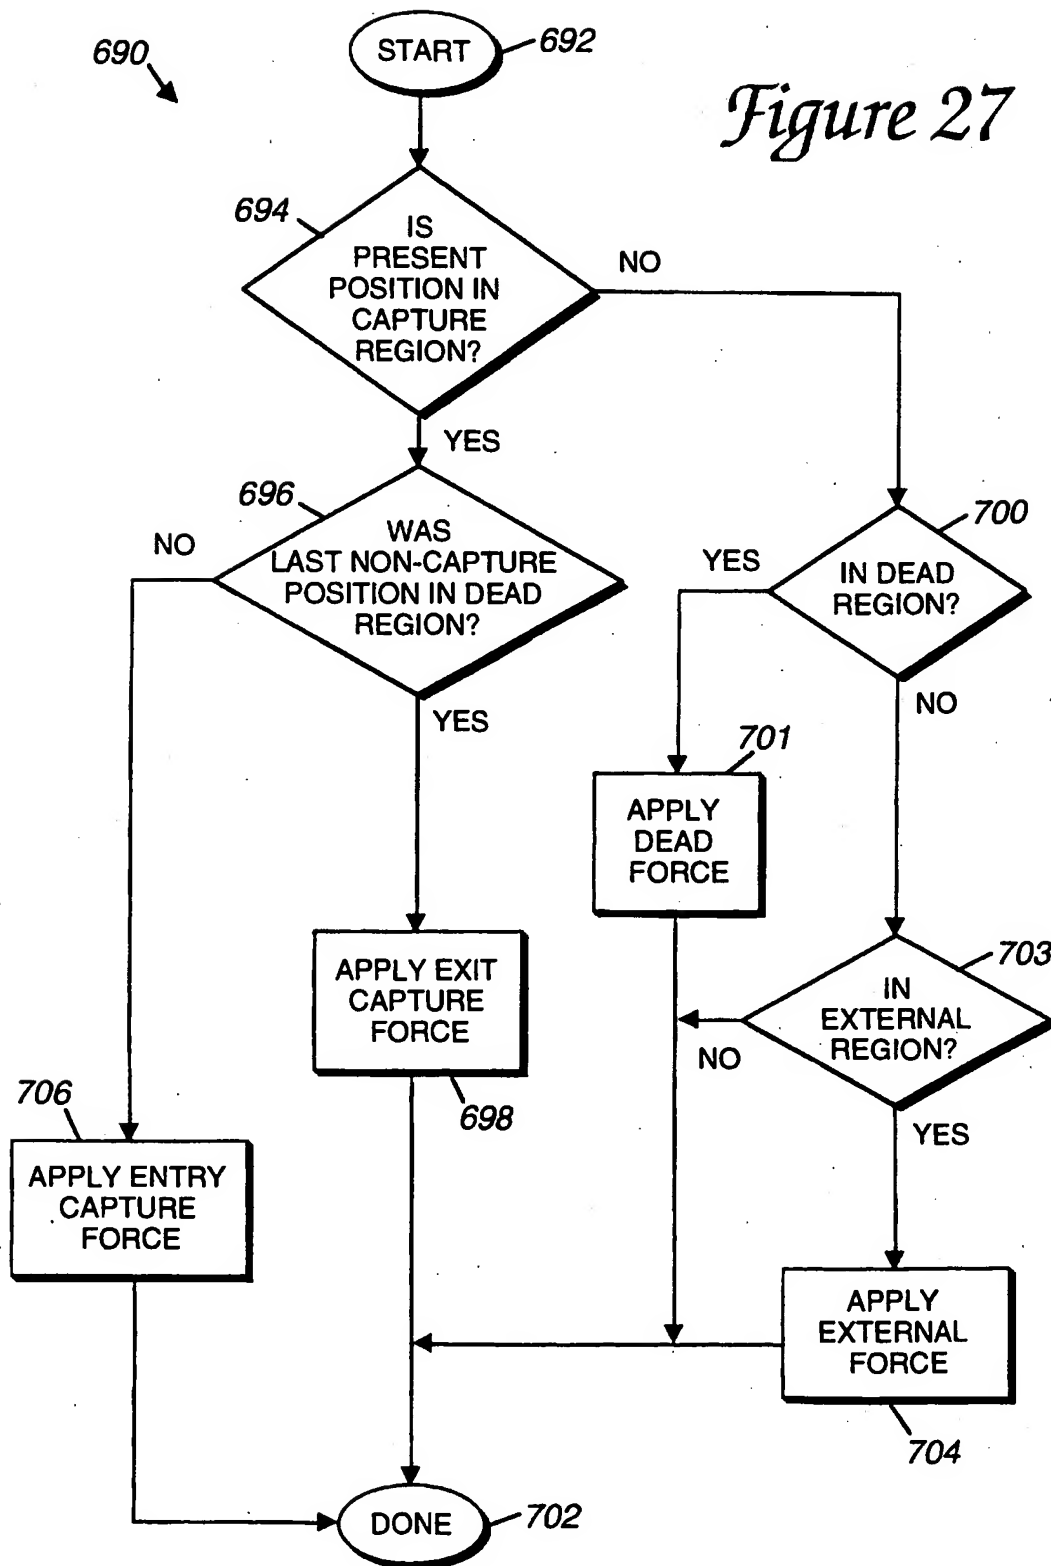 690
START
692
Figure 27
694
IS
PRESENT
POSITION IN
CAPTURE
REGION?
NO
YES
696
WAS
LAST NON-CAPTURE
POSITION IN DEAD
REGION?
NO
YES
700
IN DEAD
REGION?
YES
NO
701
APPLY
DEAD
FORCE
703
IN
EXTERNAL
REGION?
NO
YES
APPLY EXIT
CAPTURE
FORCE
698
706
APPLY ENTRY
CAPTURE
FORCE
APPLY
EXTERNAL
FORCE
704
DONE
702